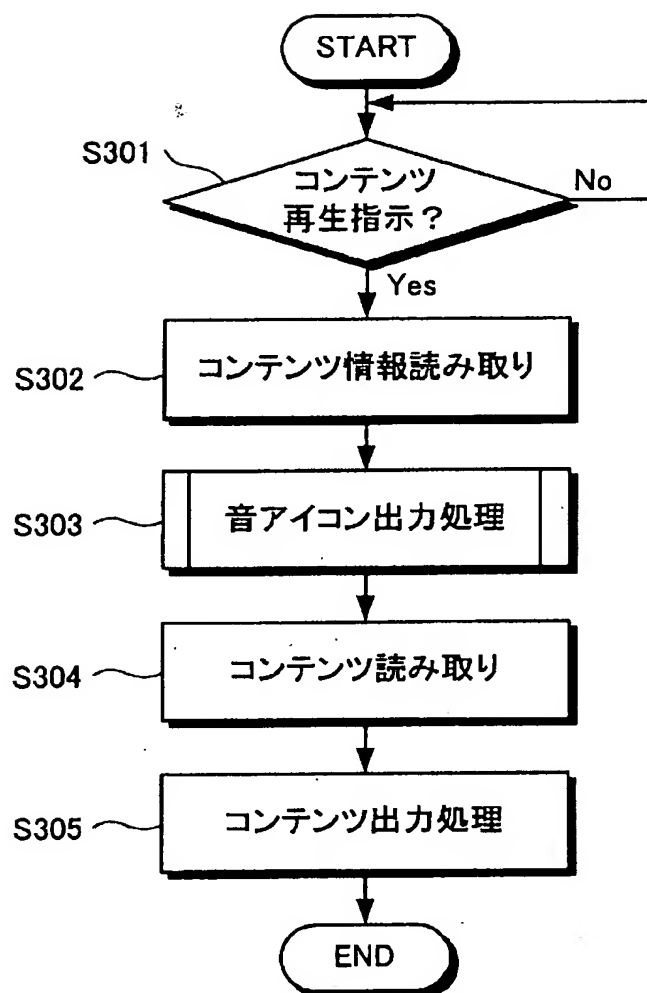 START
S301
コンテンツ
再生指示？
No
Yes
S302
コンテンツ情報読み取り
S303
音アイコン出力処理
S304
コンテンツ読み取り
S305
コンテンツ出力処理
END